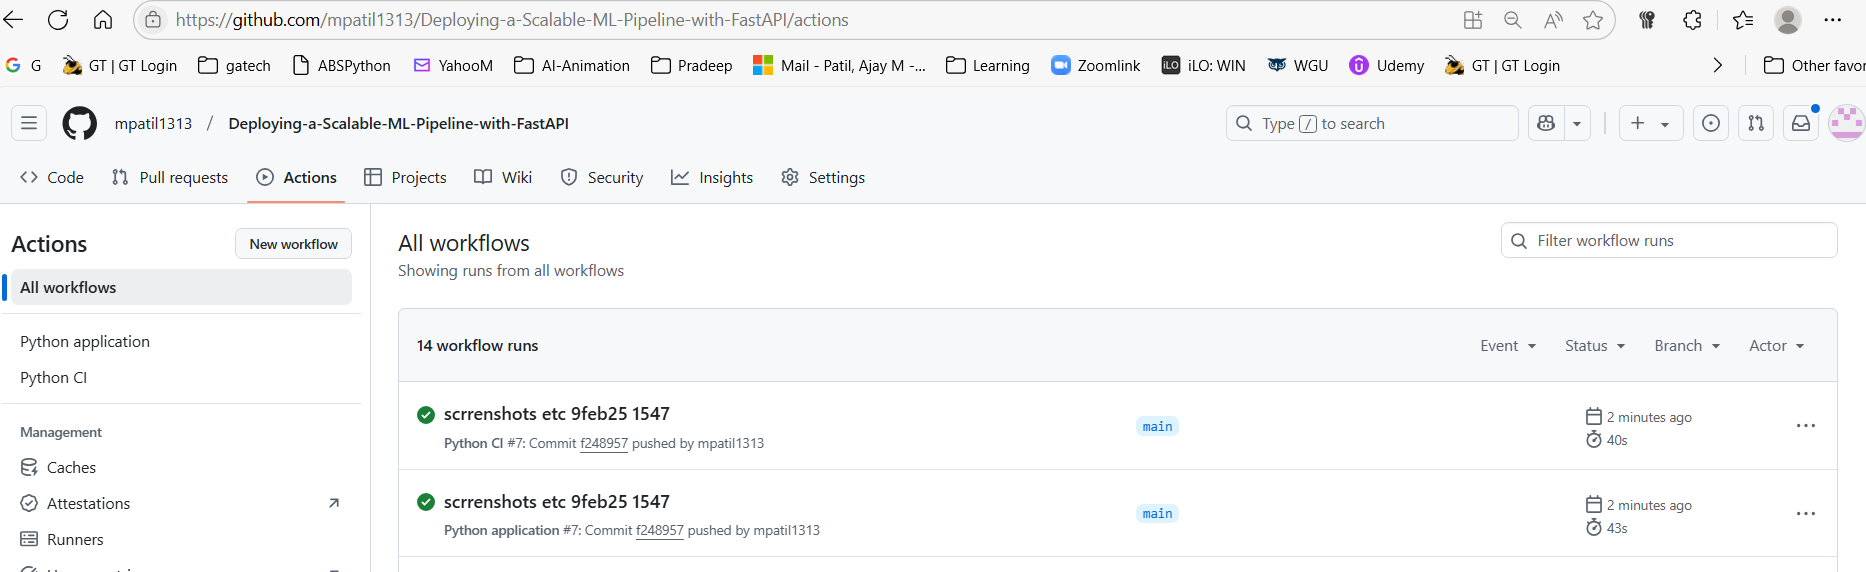 https://github.com/mpatil1313/Deploying-a-Scalable-ML-Pipeline-with-FastAPI/actions
G GT | GT Login gatech ABSPython YahooM AI-Animation Pradeep Mail - Patil, Ajay M -... Learning Zoomlink iLO iLO: WIN WGU Udemy GT | GT Login Other favor
mpatil1313 / Deploying-a-Scalable-ML-Pipeline-with-FastAPI Type / to search
Code Pull requests Actions Projects Wiki Security Insights Settings
Actions
New workflow
All workflows
Python application
Python CI
Management
Caches
Attestations
Runners
All workflows
Showing runs from all workflows
Filter workflow runs
14 workflow runs Event Status Branch Actor
scrrenshots etc 9feb25 1547
Python CI #7: Commit f248957 pushed by mpatil1313
main
2 minutes ago
40s
scrrenshots etc 9feb25 1547
Python application #7: Commit f248957 pushed by mpatil1313
main
2 minutes ago
43s